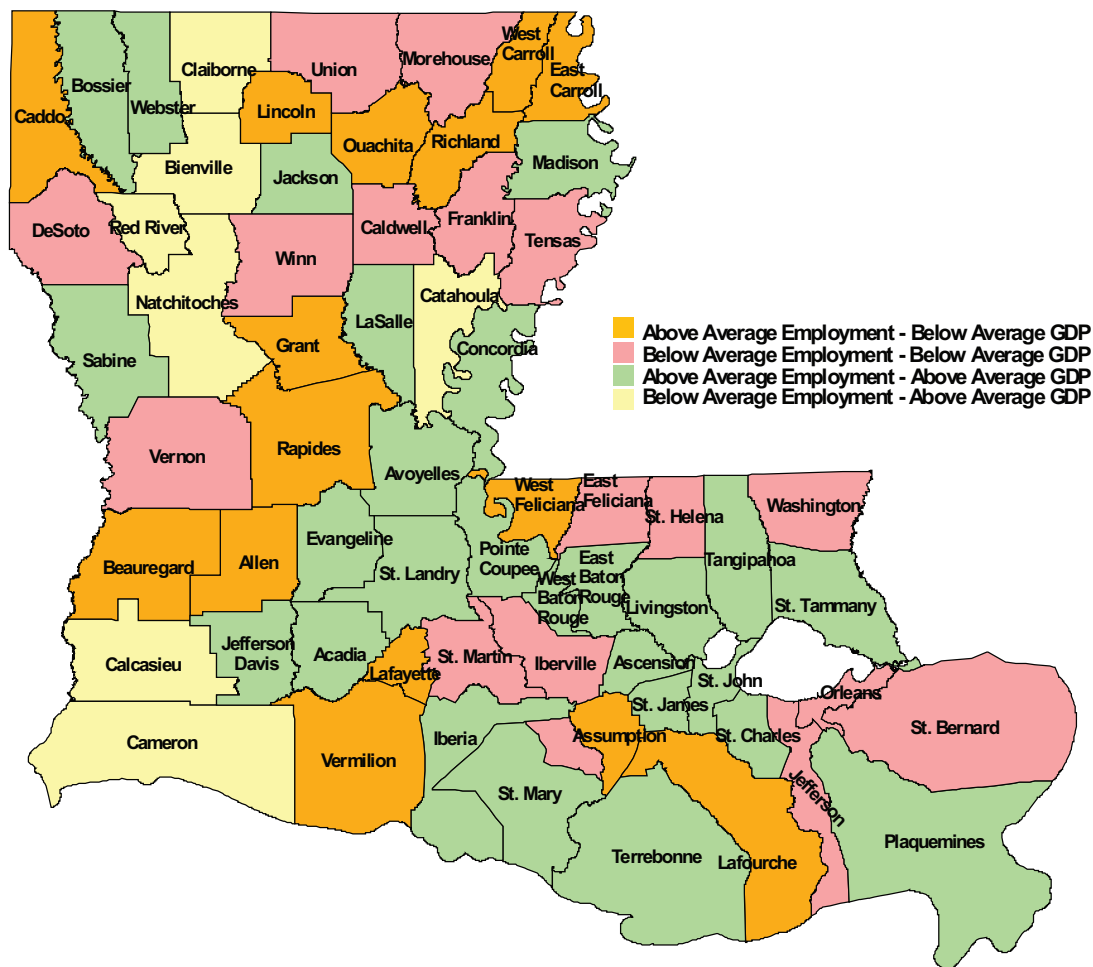 West
Carroll
Claiborne
Union
Morehouse
East
Carroll
Bossier
Webster
Caddo
Lincoln
Ouachita
Richland
Madison
Bienville
Jackson
Red River
DeSoto
Caldwell
Franklin
Tensas
Winn
Natchitoches
Catahoula
LaSalle
Concordia
Grant
Sabine
Above Average Employment - Below Average GDP
Below Average Employment - Below Average GDP
Above Average Employment - Above Average GDP
Below Average Employment - Above Average GDP
Vernon
Rapides
Avoyelles
West
Feliciana
East
Feliciana
St. Helena
Washington
Evangeline
Beauregard
Allen
St. Landry
Pointe
Coupee
West
Baton
Rouge
East
Baton
Rouge
Tangipahoa
Livingston
St. Tammany
Calcasieu
Jefferson
Davis
Acadia
Lafayette
St. Martin
Iberville
Ascension
St. John
St. James
Orleans
St. Bernard
Cameron
Vermilion
Iberia
Assumption
St. Charles
St. Mary
Jefferson
Terrebonne
Lafourche
Plaquemines